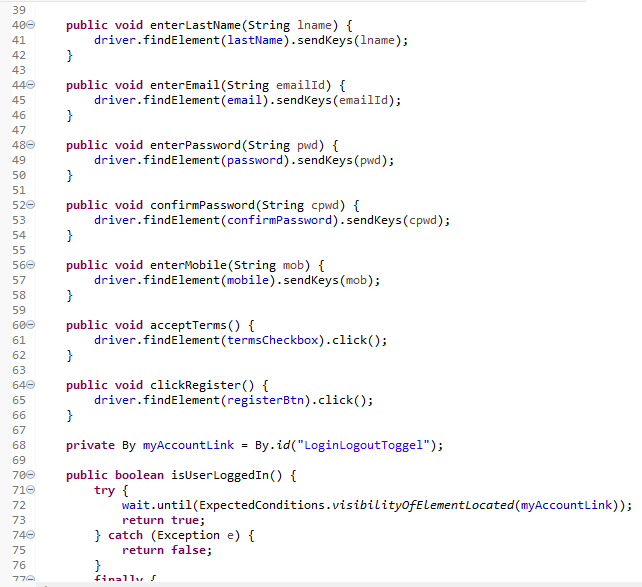 39
40 public void enterLastName(String lname) {
41 driver.findElement(lastName).sendKeys(lname);
42 }
43
44 public void enterEmail(String emailId) {
45 driver.findElement(email).sendKeys(emailId);
46 }
47
48 public void enterPassword(String pwd) {
49 driver.findElement(password).sendKeys(pwd);
50 }
51
52 public void confirmPassword(String cpwd) {
53 driver.findElement(confirmPassword).sendKeys(cpwd);
54 }
55
56 public void enterMobile(String mob) {
57 driver.findElement(mobile).sendKeys(mob);
58 }
59
60 public void acceptTerms() {
61 driver.findElement(termsCheckbox).click();
62 }
63
64 public void clickRegister() {
65 driver.findElement(registerBtn).click();
66 }
67
68 private By myAccountLink = By.id("LoginLogoutToggel");
69
70 public boolean isUserLoggedIn() {
71 try {
72 wait.until(ExpectedConditions.visibilityOfElementLocated(myAccountLink));
73 return true;
74 } catch (Exception e) {
75 return false;
76 }
77 finally {